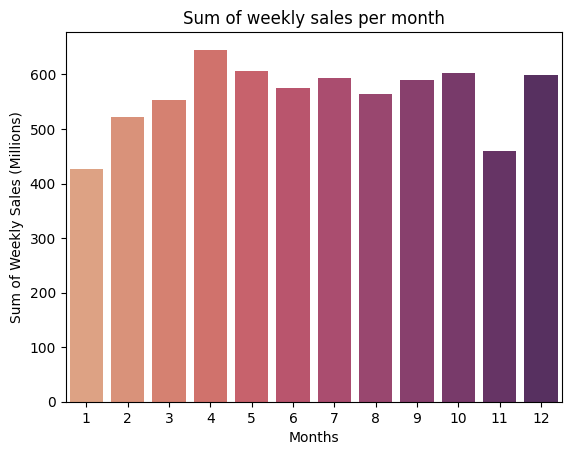 Sum of weekly sales per month
Sum of Weekly Sales (Millions)
600
500
400
300
200
100
0
1 2 3 4 5 6 7 8 9 10 11 12
Months